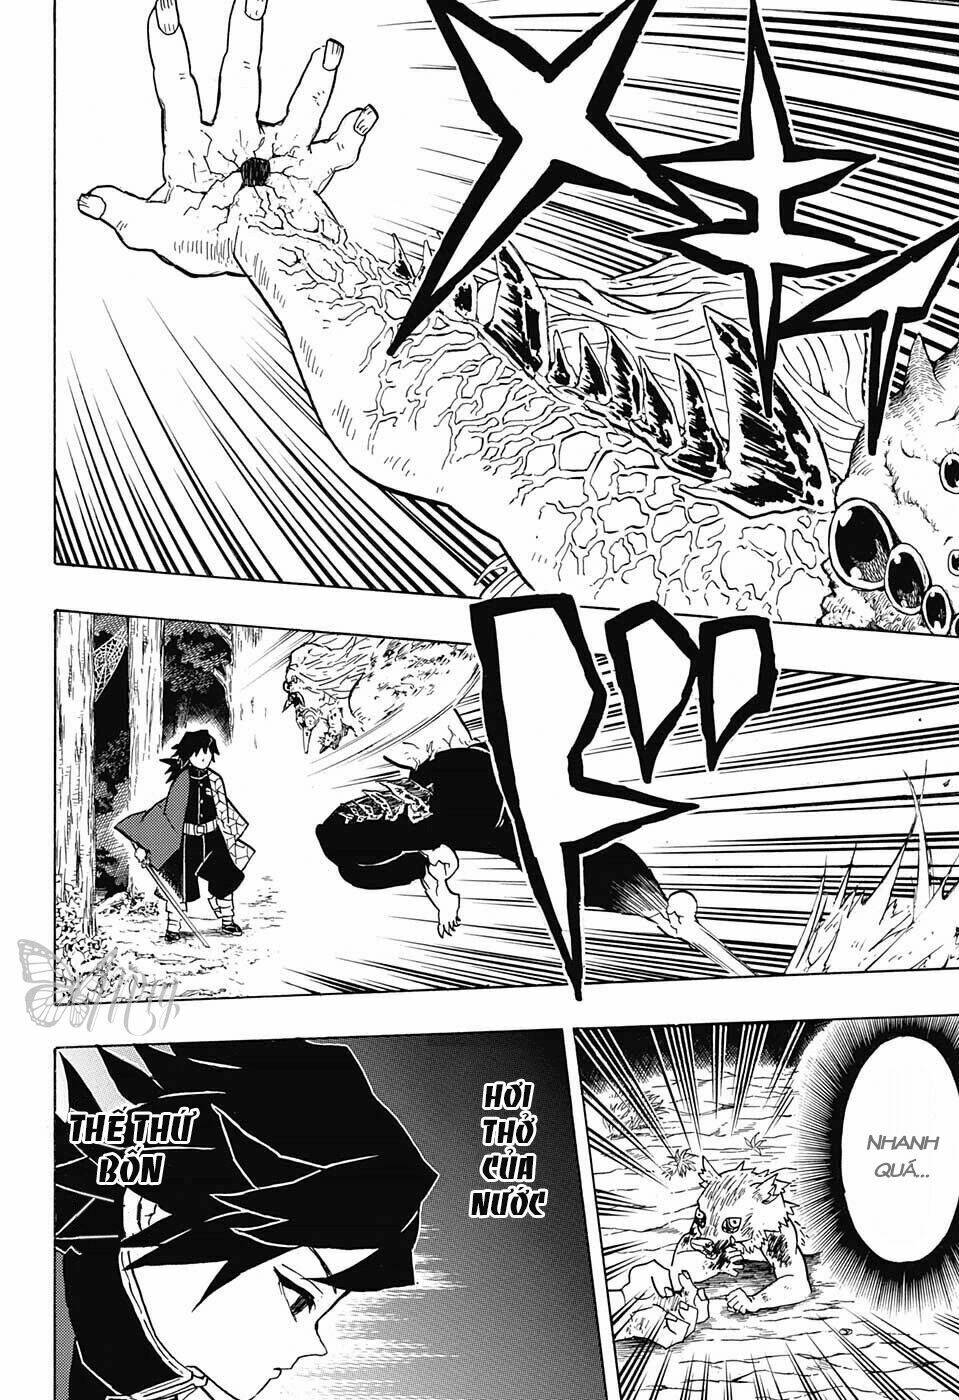 NHANH
QUÁ...
HƠI
THỞ
CỦA
NƯỚC
THẾ THỨ
BỐN